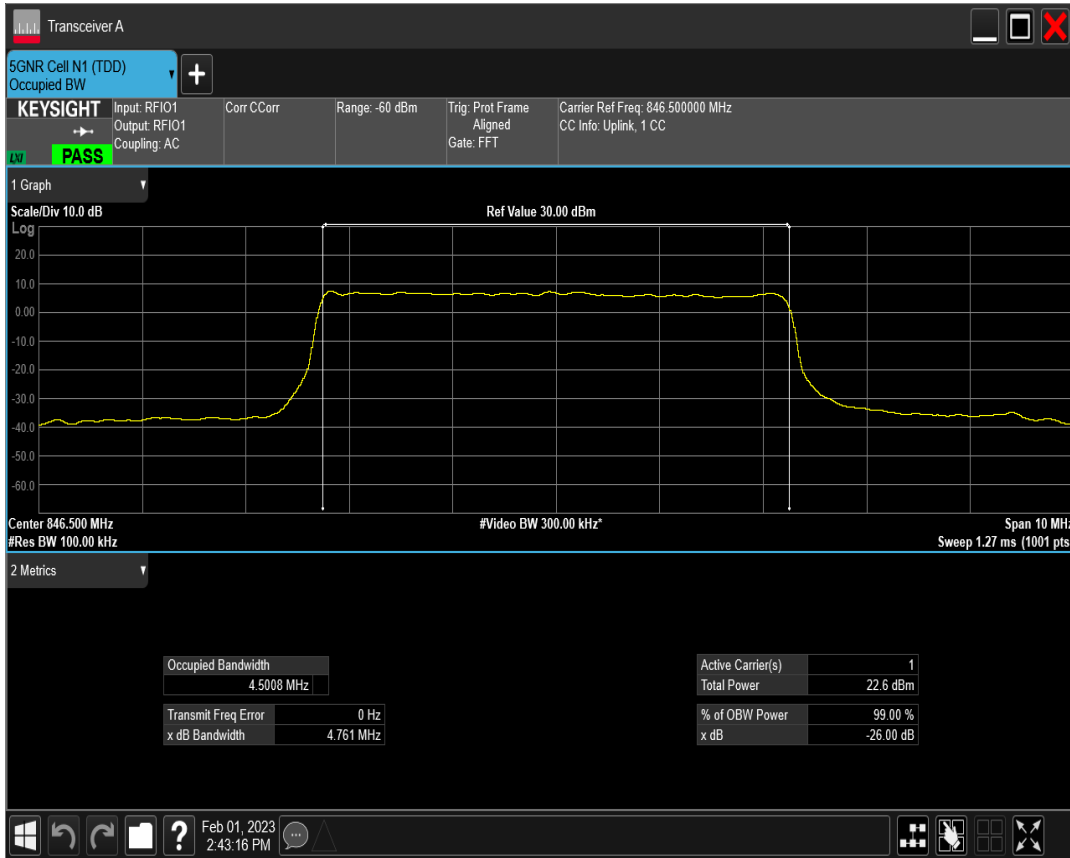 Transceiver A
5GNR Cell N1 (TDD)
Occupied BW
KEYSIGHT
LXI
PASS
Input: RFIO1
Output: RFIO1
Coupling: AC
Corr CCorr
Range: -60 dBm
Trig: Prot Frame
Aligned
Gate: FFT
Carrier Ref Freq: 846.500000 MHz
CC Info: Uplink, 1 CC
1 Graph
Scale/Div 10.0 dB
Ref Value 30.00 dBm
Log
20.0
10.0
0.00
-10.0
-20.0
-30.0
-40.0
-50.0
-60.0
Center 846.500 MHz
#Video BW 300.00 kHz*
Span 10 MHz
#Res BW 100.00 kHz
Sweep 1.27 ms (1001 pts
2 Metrics
Occupied Bandwidth
4.5008 MHz
Transmit Freq Error 0 Hz
x dB Bandwidth 4.761 MHz
Active Carrier(s) 1
Total Power 22.6 dBm
% of OBW Power 99.00 %
x dB -26.00 dB
?
Feb 01, 2023
2:43:16 PM